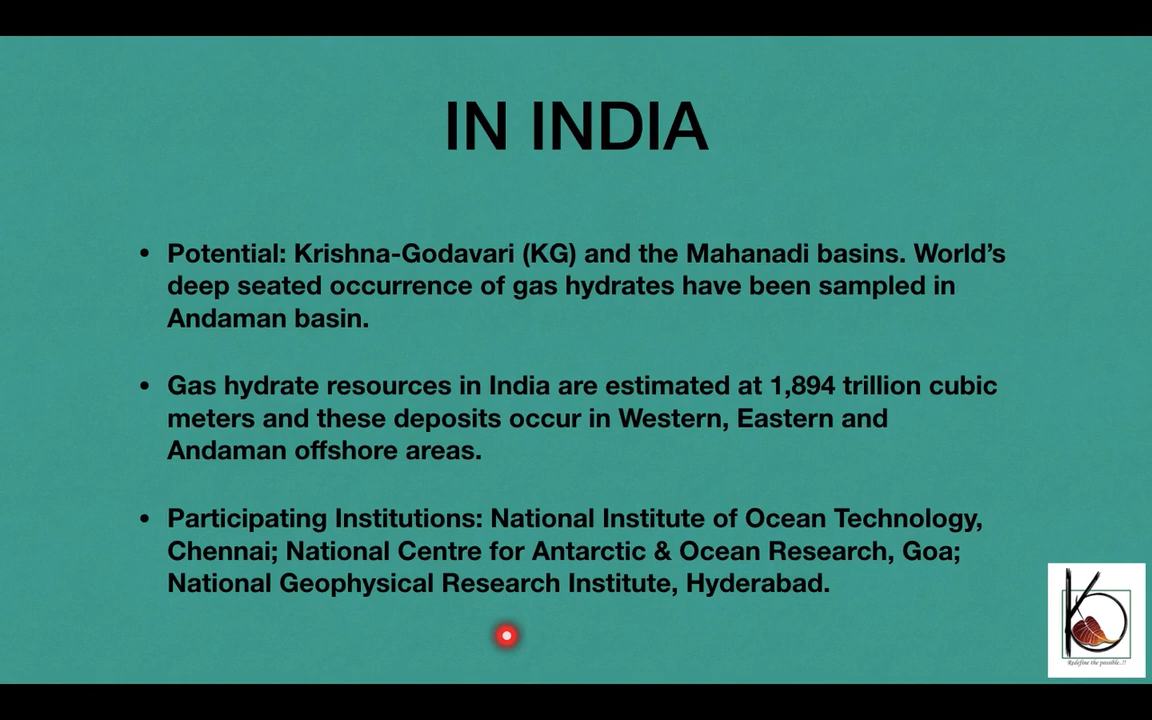 IN INDIA
• Potential: Krishna-Godavari (KG) and the Mahanadi basins. World’s
deep seated occurrence of gas hydrates have been sampled in
Andaman basin.
• Gas hydrate resources in India are estimated at 1,894 trillion cubic
meters and these deposits occur in Western, Eastern and
Andaman offshore areas.
• Participating Institutions: National Institute of Ocean Technology,
Chennai; National Centre for Antarctic & Ocean Research, Goa;
National Geophysical Research Institute, Hyderabad.
Redefine the possible..!!